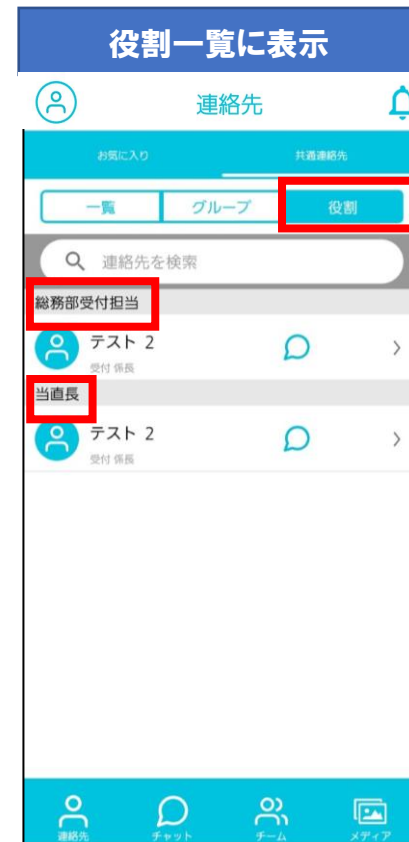 役割一覧に表示
連絡先
お気に入り 共通連絡先
一覧 グループ 役割
連絡先を検索
総務部受付担当
テスト 2
受付 係長
当直長
テスト 2
受付 係長
連絡先 チャット チーム メディア